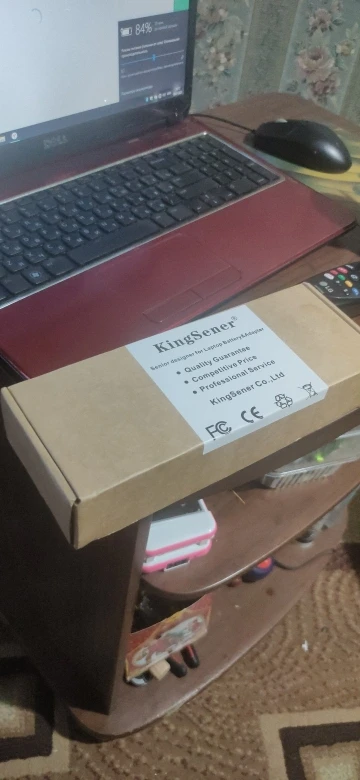 84%
DELL
KingSener®
Senior designer for Laptop Battery&Adapter
● Quality Guarantee
● Competitive Price
● Professional Service
KingSener Co.,Ltd
FC CE
LG